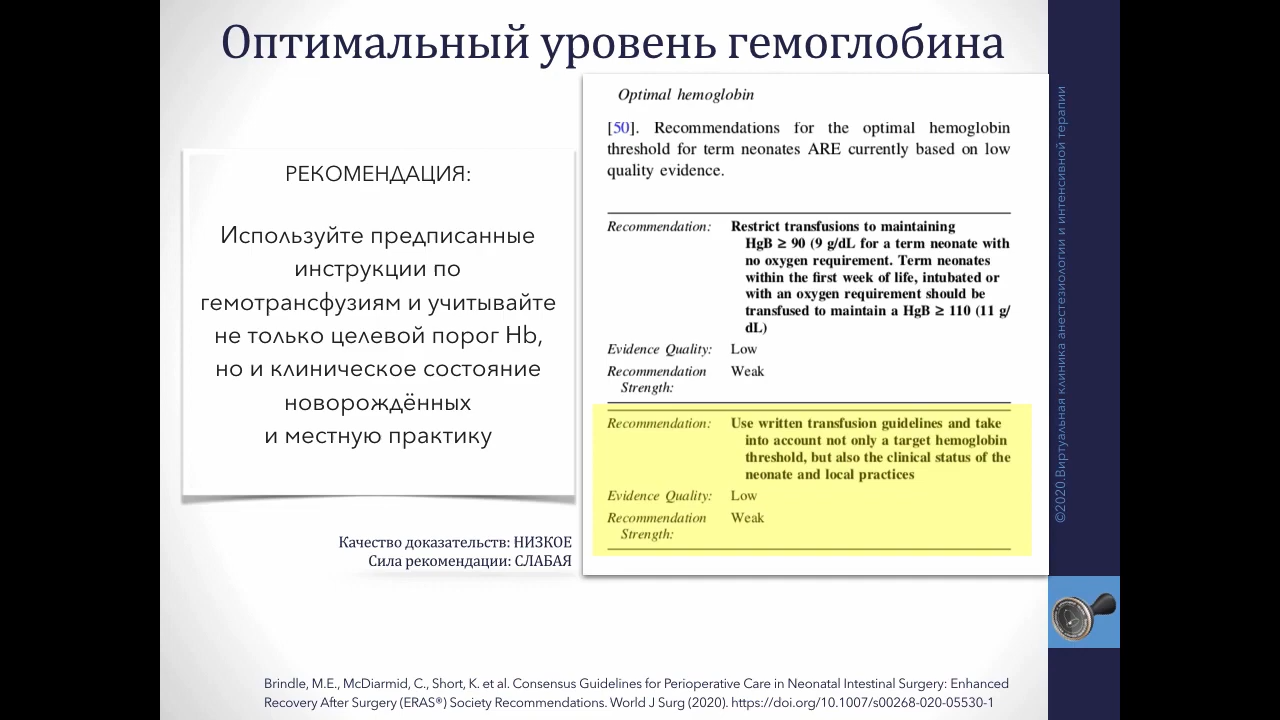 Оптимальный уровень гемоглобина
РЕКОМЕНДАЦИЯ:
Используйте предписанные
инструкции по
гемотрансфузиям и учитывайте
не только целевой порог Hb,
но и клиническое состояние
новорождённых
и местную практику
Качество доказательств: НИЗКОЕ
Сила рекомендации: СЛАБАЯ
Optimal hemoglobin
[50]. Recommendations for the optimal hemoglobin
threshold for term neonates ARE currently based on low
quality evidence.
Recommendation: Restrict transfusions to maintaining
HgB ≥ 90 (9 g/dL for a term neonate with
no oxygen requirement. Term neonates
within the first week of life, intubated or
with an oxygen requirement should be
transfused to maintain a HgB ≥ 110 (11 g/
dL)
Evidence Quality: Low
Recommendation Weak
Strength:
Recommendation: Use written transfusion guidelines and take
into account not only a target hemoglobin
threshold, but also the clinical status of the
neonate and local practices
Evidence Quality: Low
Recommendation Weak
Strength:
©2020.Виртуальная клиника анестезиологии и интенсивной терапии
Brindle, M.E., McDiarmid, C., Short, K. et al. Consensus Guidelines for Perioperative Care in Neonatal Intestinal Surgery: Enhanced
Recovery After Surgery (ERAS®) Society Recommendations. World J Surg (2020). https://doi.org/10.1007/s00268-020-05530-1